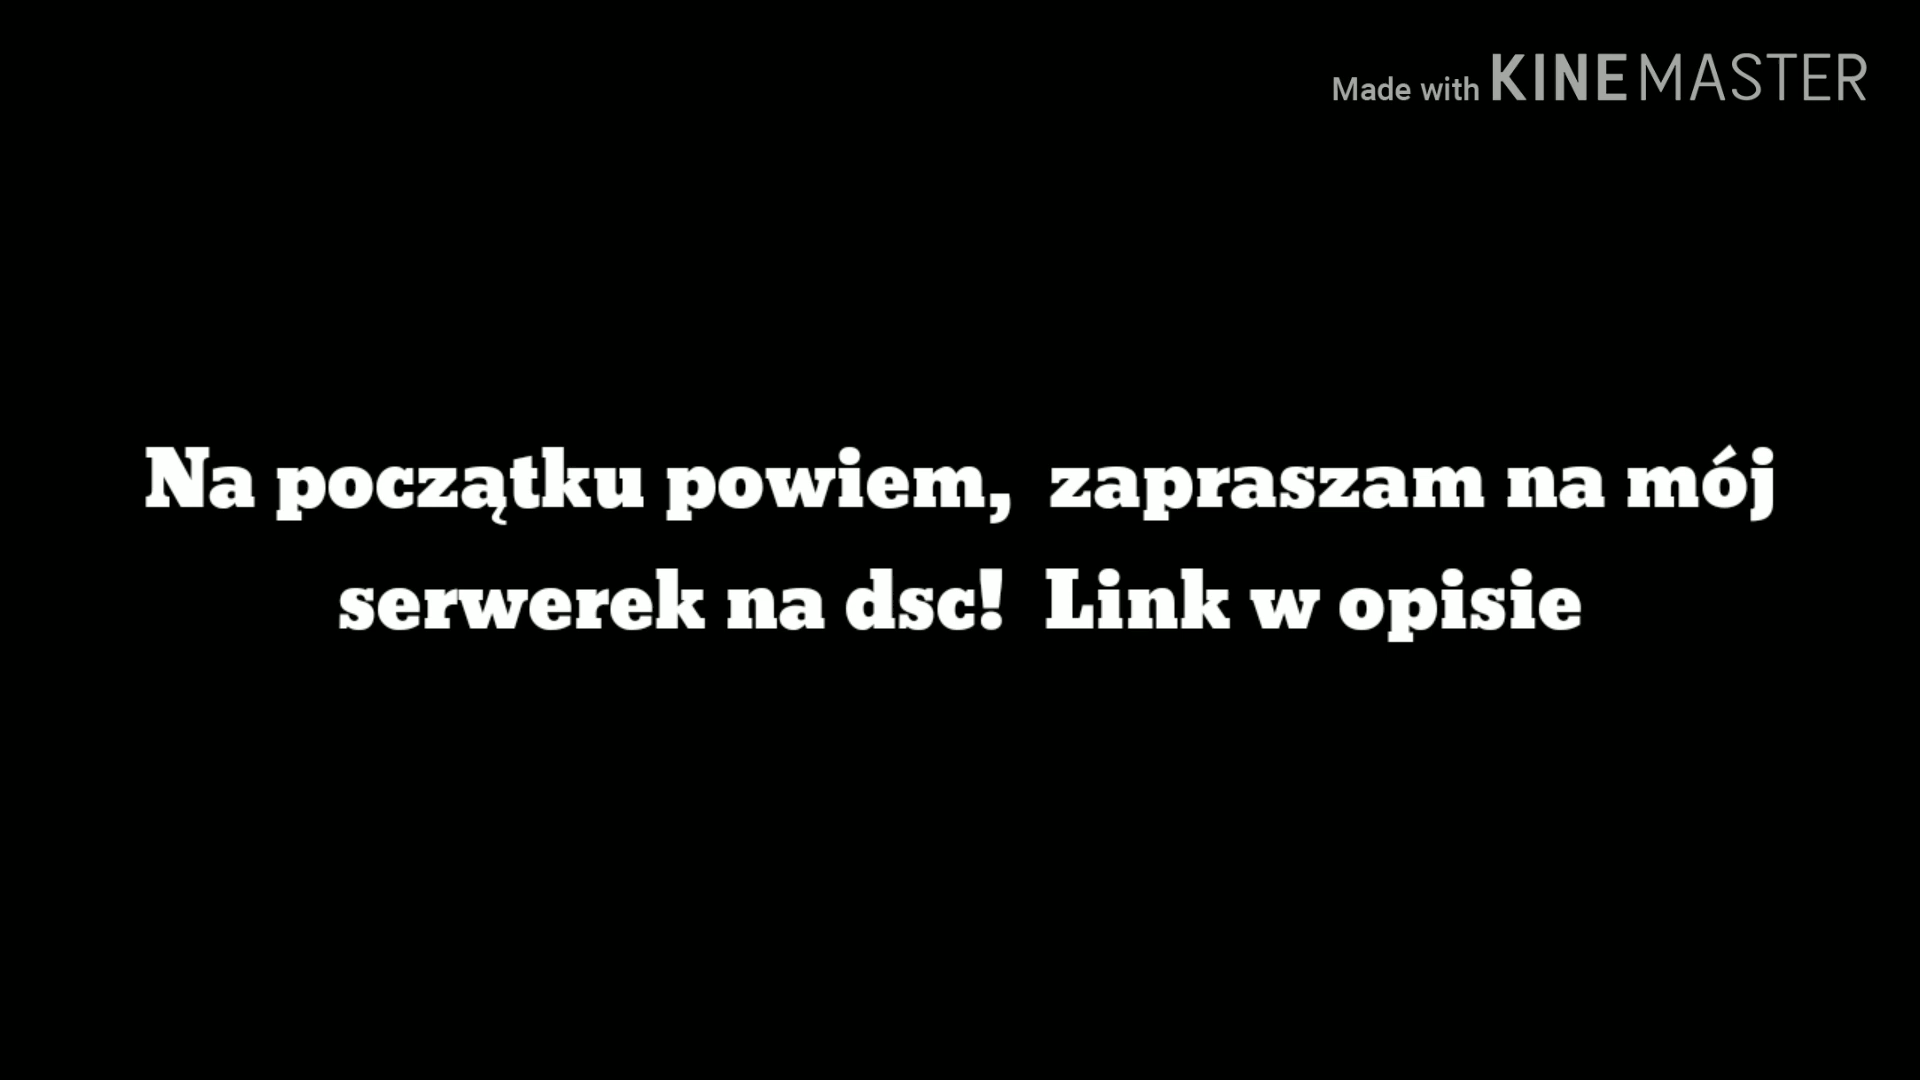 Made with KINEMASTER
Na początku powiem, zapraszam na mój
serwerek na dsc! Link w opisie